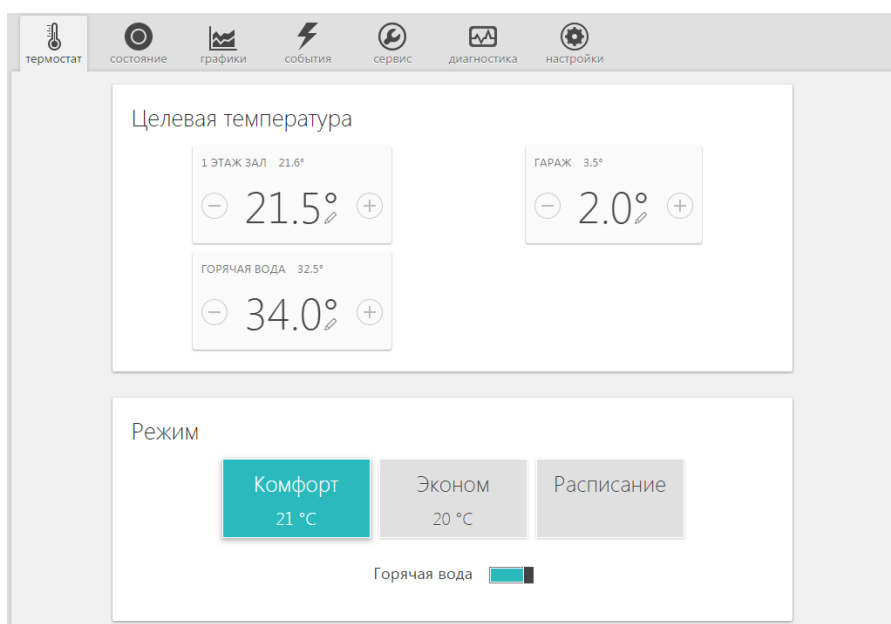 термостат состояние графики события сервис диагностика настройки
Целевая температура
1 ЭТАЖ ЗАЛ 21.6°
ГАРАЖ 3.5°
21.5°
2.0°
ГОРЯЧАЯ ВОДА 32.5°
34.0°
Режим
Комфорт Эконом Расписание
21 °C 20 °C
Горячая вода